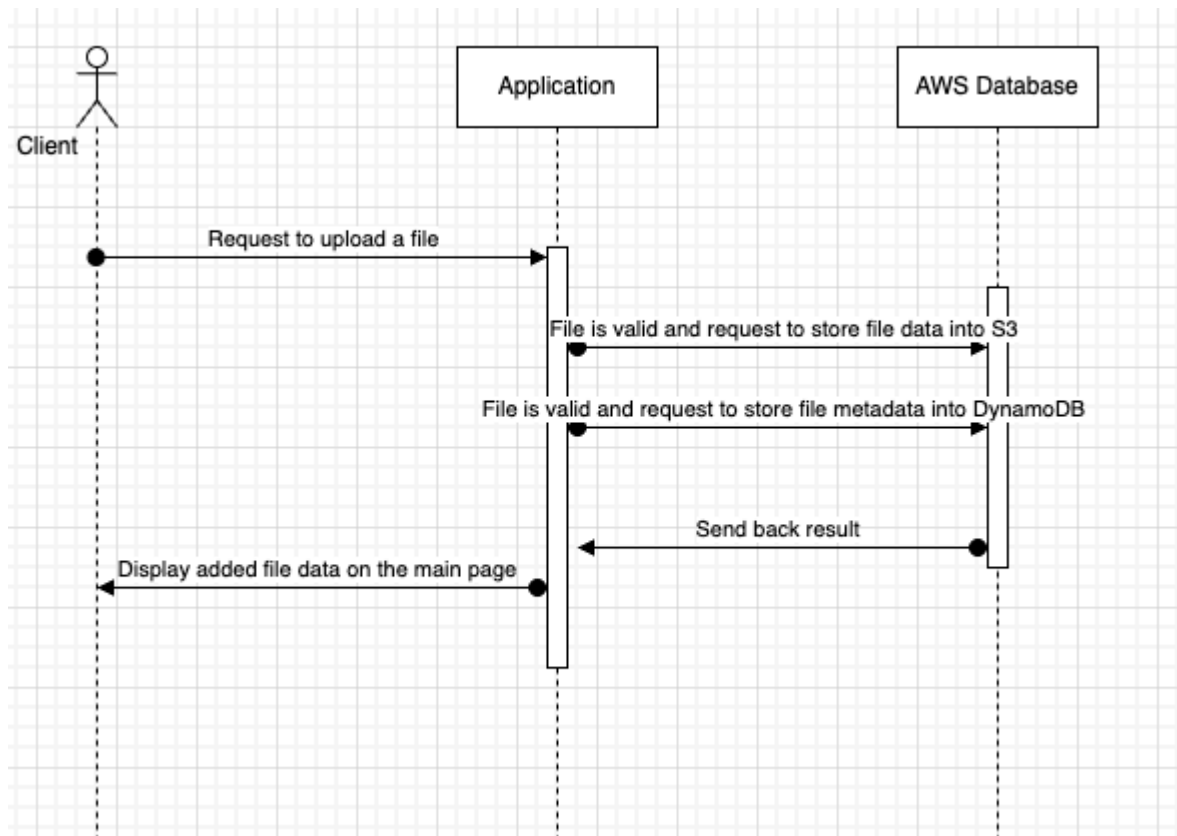 Application
AWS Database
Client
Request to upload a file
File is valid and request to store file data into S3
File is valid and request to store file metadata into DynamoDB
Send back result
Display added file data on the main page